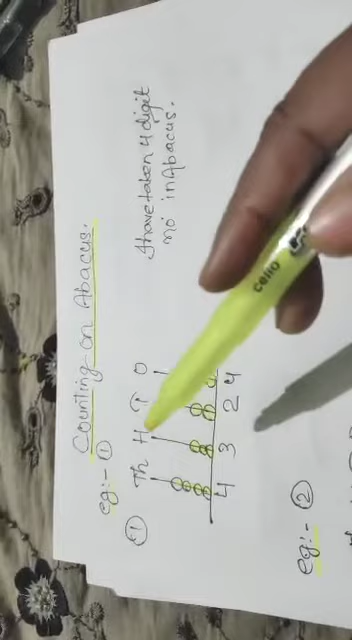 Counting on Abacus.
eg:- ①
I have taken 4 digit
no' in Abacus.
① Th H T O
4 3 2 4
eg:- ②
cello